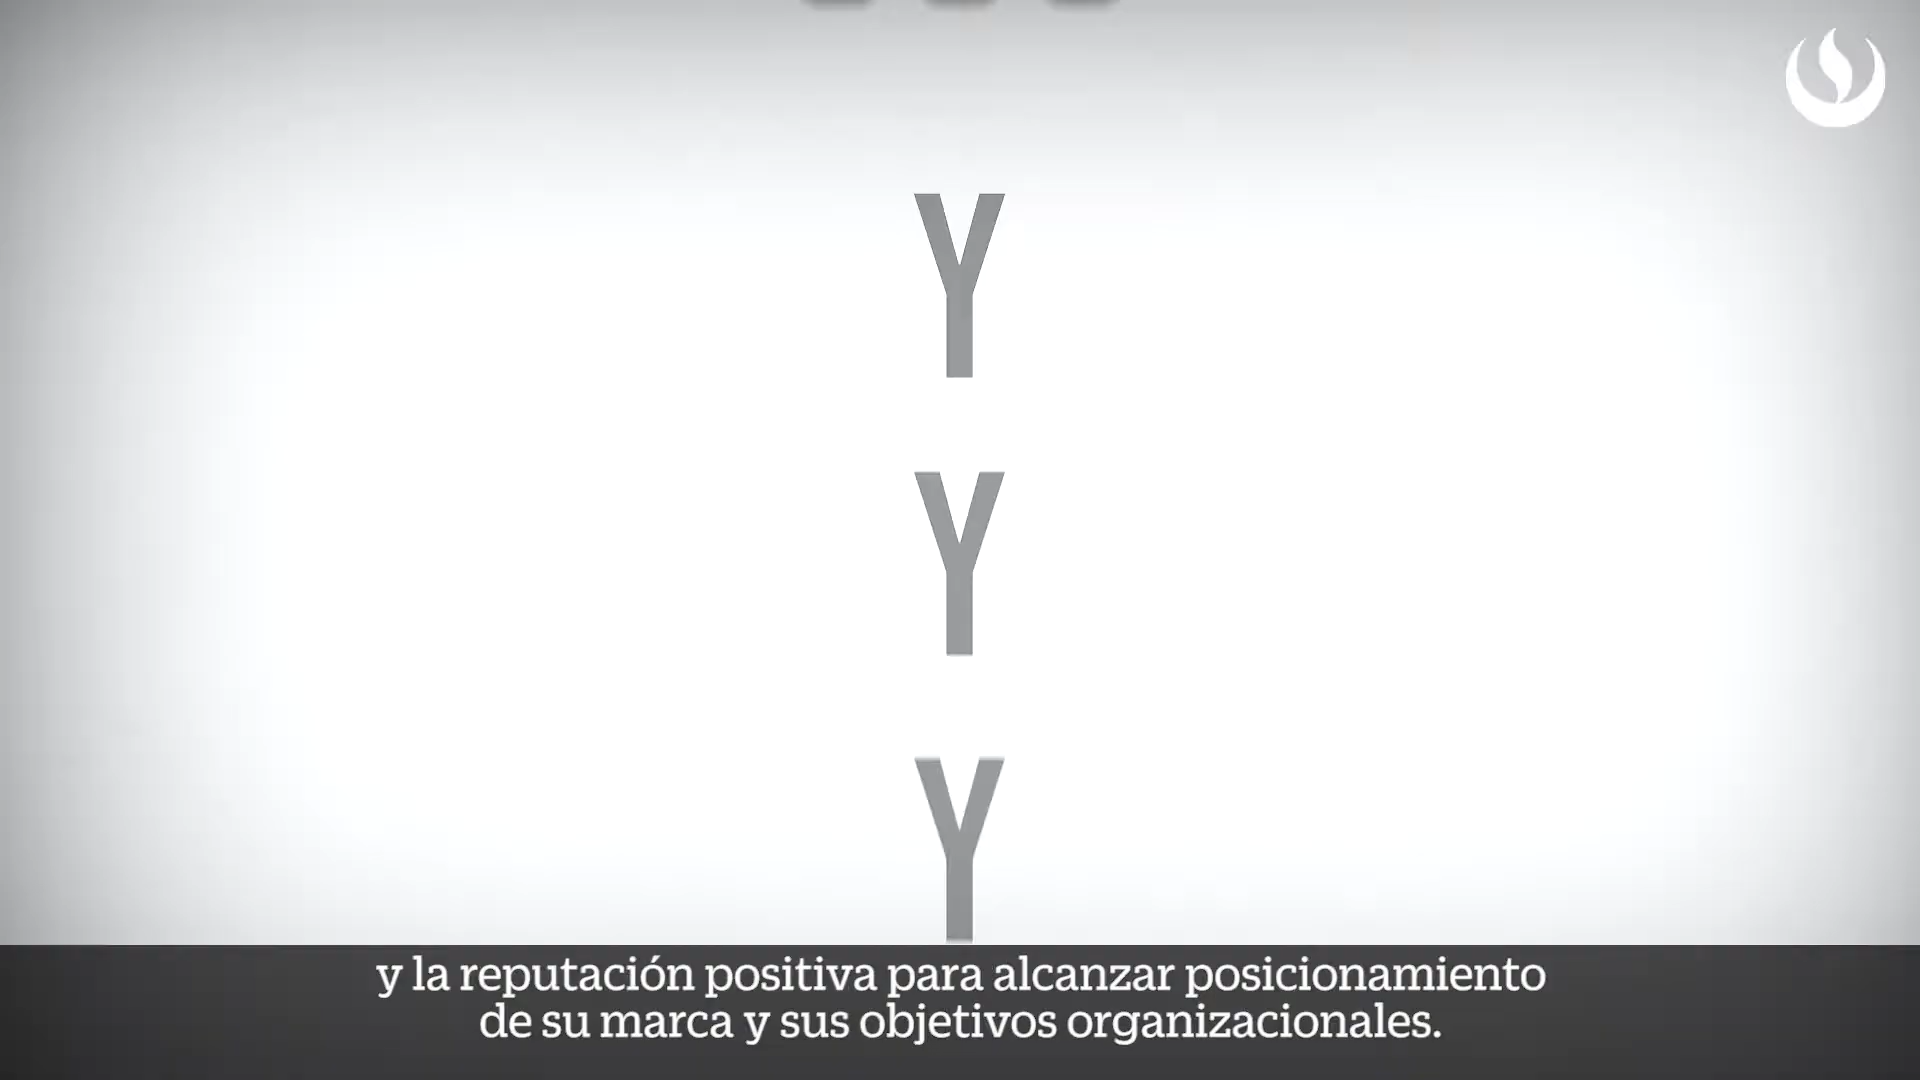 Y
Y
Y
y la reputación positiva para alcanzar posicionamiento
de su marca y sus objetivos organizacionales.